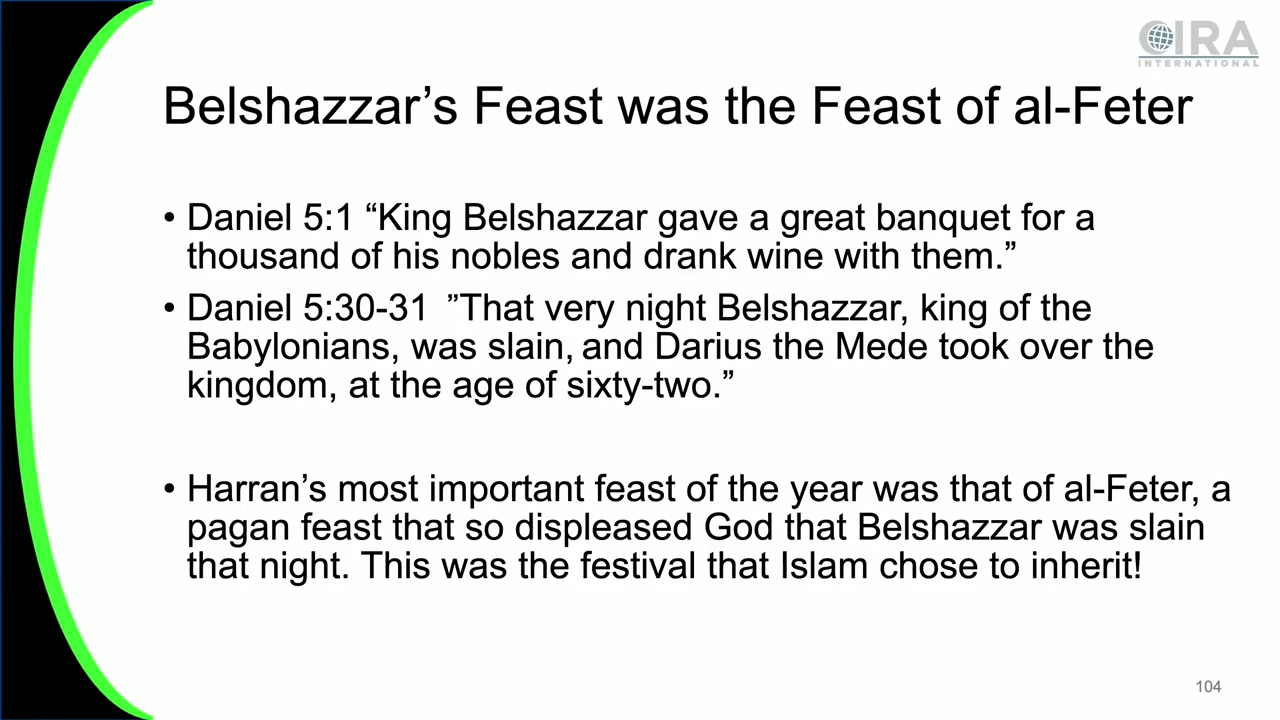 CIRA
INTERNATIONAL
Belshazzar’s Feast was the Feast of al-Feter
• Daniel 5:1 “King Belshazzar gave a great banquet for a
thousand of his nobles and drank wine with them.”
• Daniel 5:30-31 ”That very night Belshazzar, king of the
Babylonians, was slain, and Darius the Mede took over the
kingdom, at the age of sixty-two.”
• Harran’s most important feast of the year was that of al-Feter, a
pagan feast that so displeased God that Belshazzar was slain
that night. This was the festival that Islam chose to inherit!
104